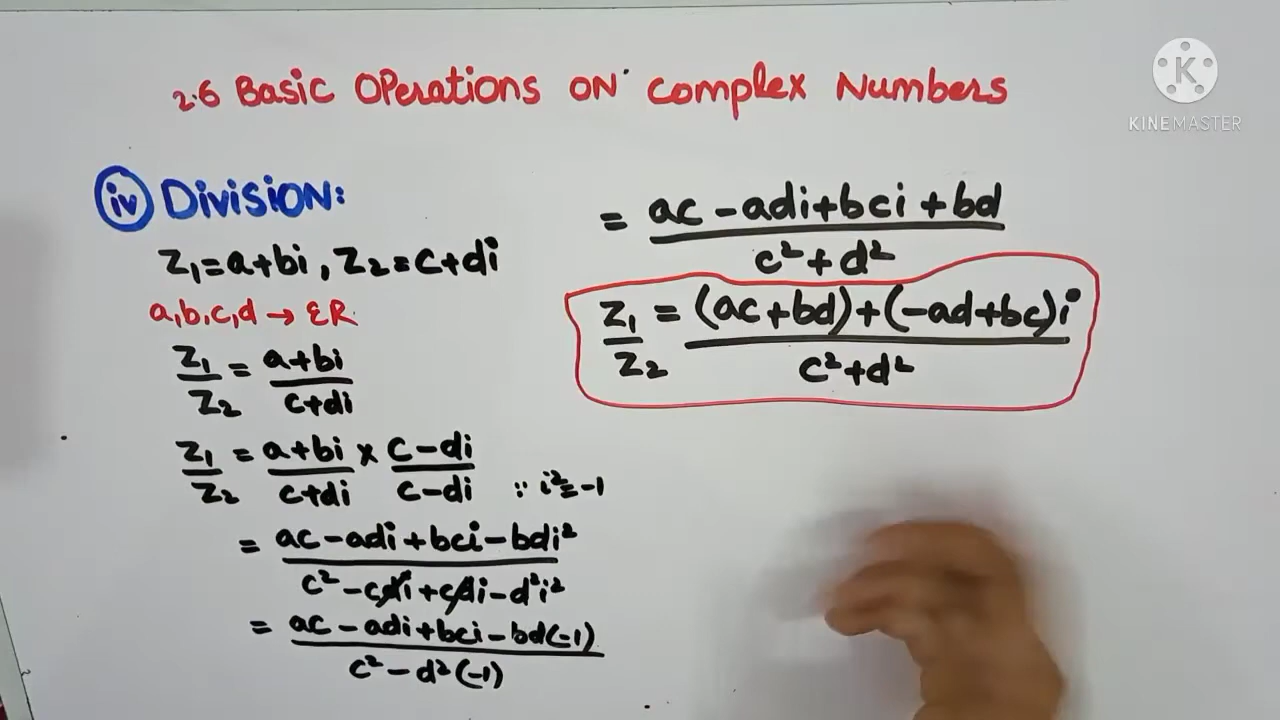 2.6 Basic Operations on Complex Numbers
KINEMASTER
iv Division:
z₁=a+bi, z₂=c+di
a,b,c,d → ƐR
z₁/z₂ = a+bi/c+di
z₁/z₂ = a+bi/c+di × c-di/c-di ∵ i²=-1
= ac-adi+bci-bdi²/c²-cdi+cdi-d²i²
= ac-adi+bci-bd(-1)/c²-d²(-1)
= ac-adi+bci+bd/c²+d²
z₁/z₂ = (ac+bd)+(-ad+bc)i/c²+d²